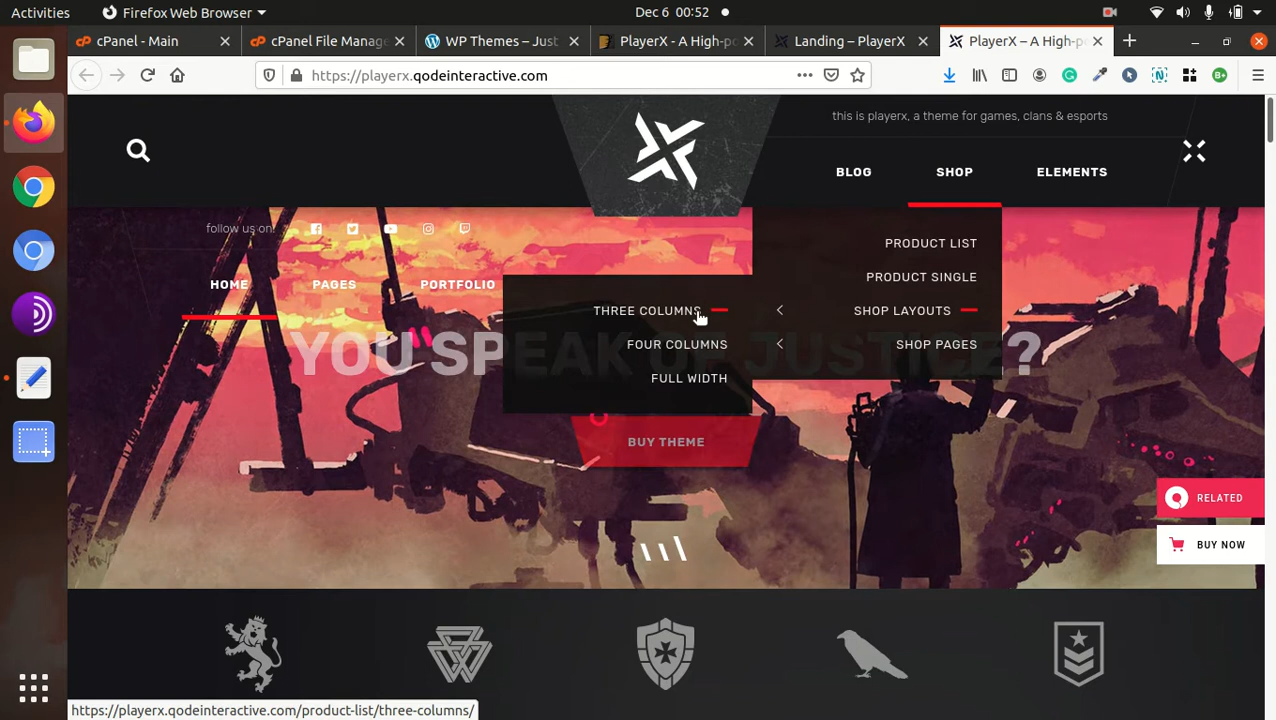 Activities
Firefox Web Browser
Dec 6 00:52
cPanel - Main
cPanel File Manage
WP Themes – Just
PlayerX - A High-po
Landing – PlayerX
PlayerX – A High-pe
https://playerx.qodeinteractive.com
this is playerx, a theme for games, clans & esports
BLOG
SHOP
ELEMENTS
follow us on:
HOME
PAGES
PORTFOLIO
PRODUCT LIST
PRODUCT SINGLE
SHOP LAYOUTS
SHOP PAGES
THREE COLUMNS
FOUR COLUMNS
FULL WIDTH
YOU SPEAK OF JUSTICE?
BUY THEME
RELATED
BUY NOW
https://playerx.qodeinteractive.com/product-list/three-columns/